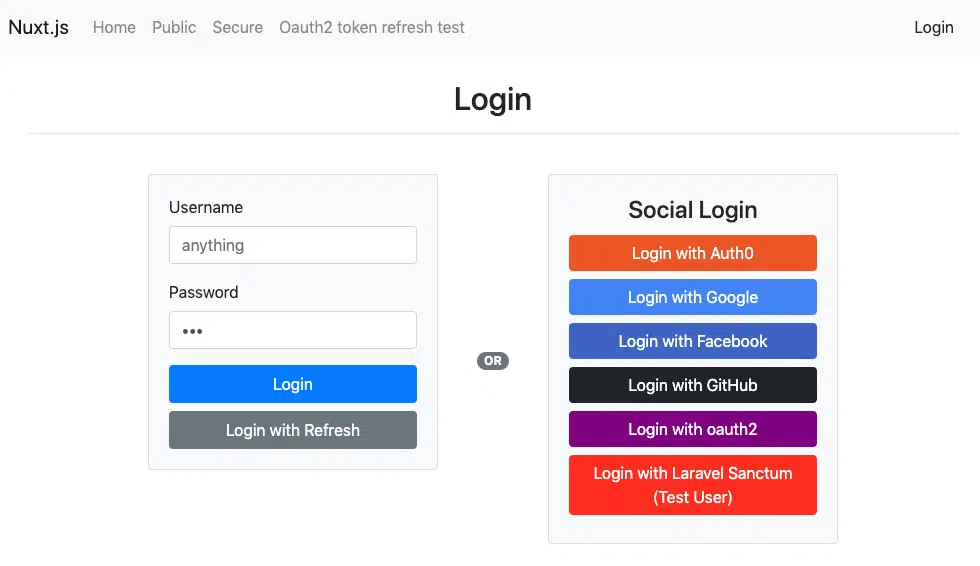 Nuxt.js Home Public Secure Oauth2 token refresh test Login
Login
Username
anything
Password
•••
Login
Login with Refresh
OR
Social Login
Login with Auth0
Login with Google
Login with Facebook
Login with GitHub
Login with oauth2
Login with Laravel Sanctum
(Test User)